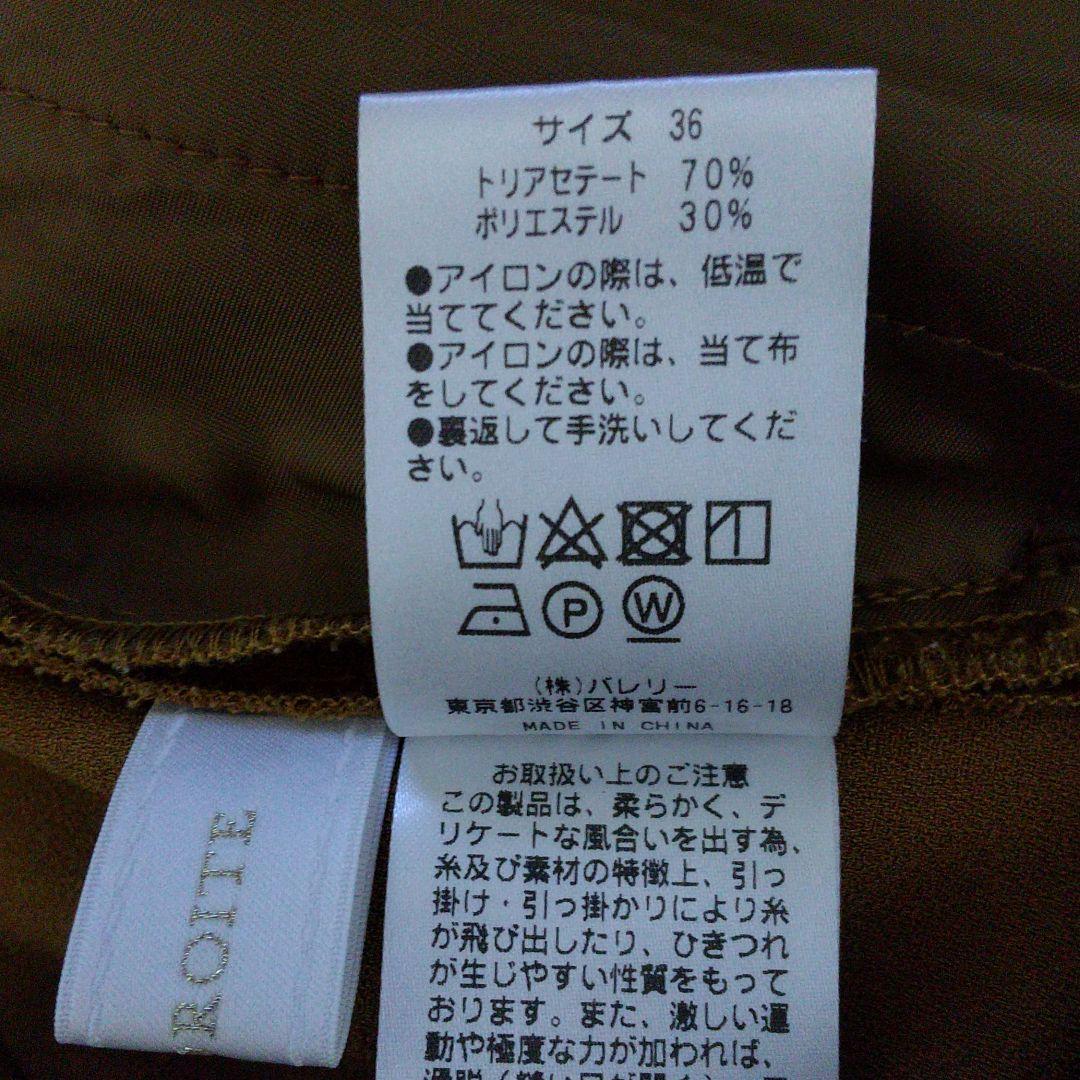 サイズ 36
トリアセテート 70%
ポリエステル 30%
●アイロンの際は、低温で
当ててください。
●アイロンの際は、当て布
をしてください。
●裏返して手洗いしてくだ
さい。
P W
(株)バレリー
東京都渋谷区神宮前6-16-18
MADE IN CHINA
お取扱い上のご注意
この製品は、柔らかく、デ
リケートな風合いを出す為、
糸及び素材の特徴上、引っ
掛け・引っ掛かりにより糸
が飛び出したり、ひきつれ
が生じやすい性質をもって
おります。また、激しい運
動や極度な力が加われば、
ROITE